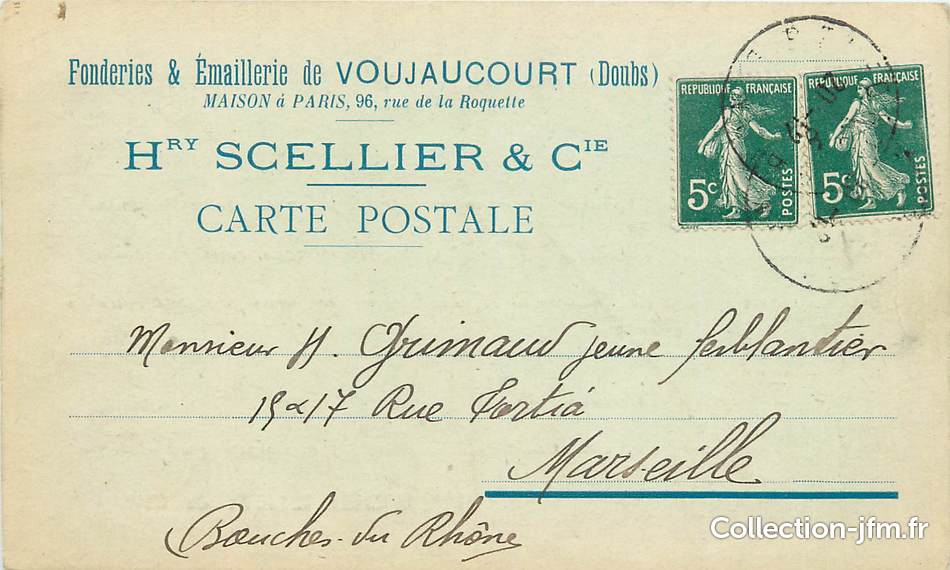 Fonderies & Émaillerie de VOUJAUCOURT (Doubs)
MAISON à PARIS, 96, rue de la Roquette
HRY SCELLIER & CIE
CARTE POSTALE
REPUBLIQUE FRANÇAISE
5c
POSTES
REPUBLIQUE FRANÇAISE
5c
POSTES
Monsieur H. Grimaud jeune ferblantier
15 à 17 Rue Fortia
Marseille
Bouches-du Rhône
Collection-jfm.fr